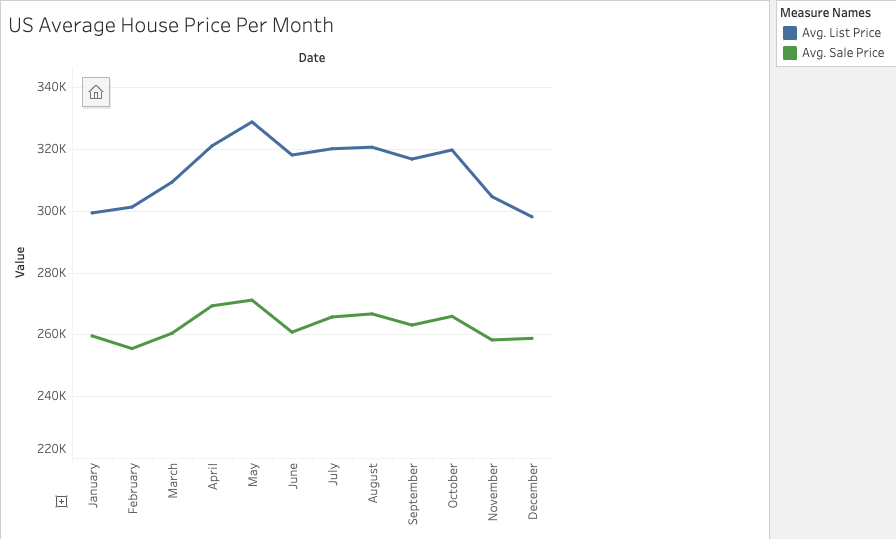 US Average House Price Per Month
Measure Names
Avg. List Price
Avg. Sale Price
Date
340K
320K
300K
280K
260K
240K
220K
Value
January
February
March
April
May
June
July
August
September
October
November
December